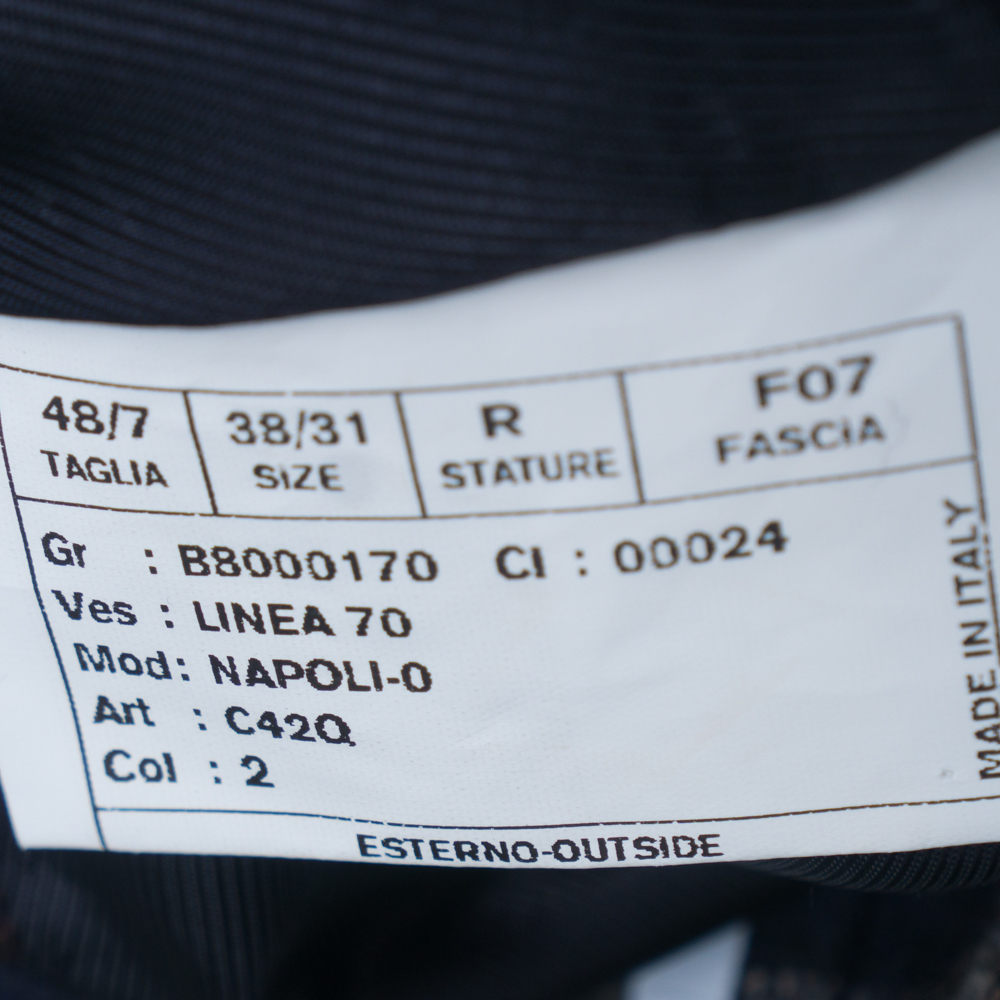 48/7 38/31 R F07
TAGLIA SIZE STATURE FASCIA
Gr : B8000170 CI : 00024
Ves : LINEA 70
Mod: NAPOLI-0
Art : C42Q
Col : 2
MADE IN ITALY
ESTERNO-OUTSIDE